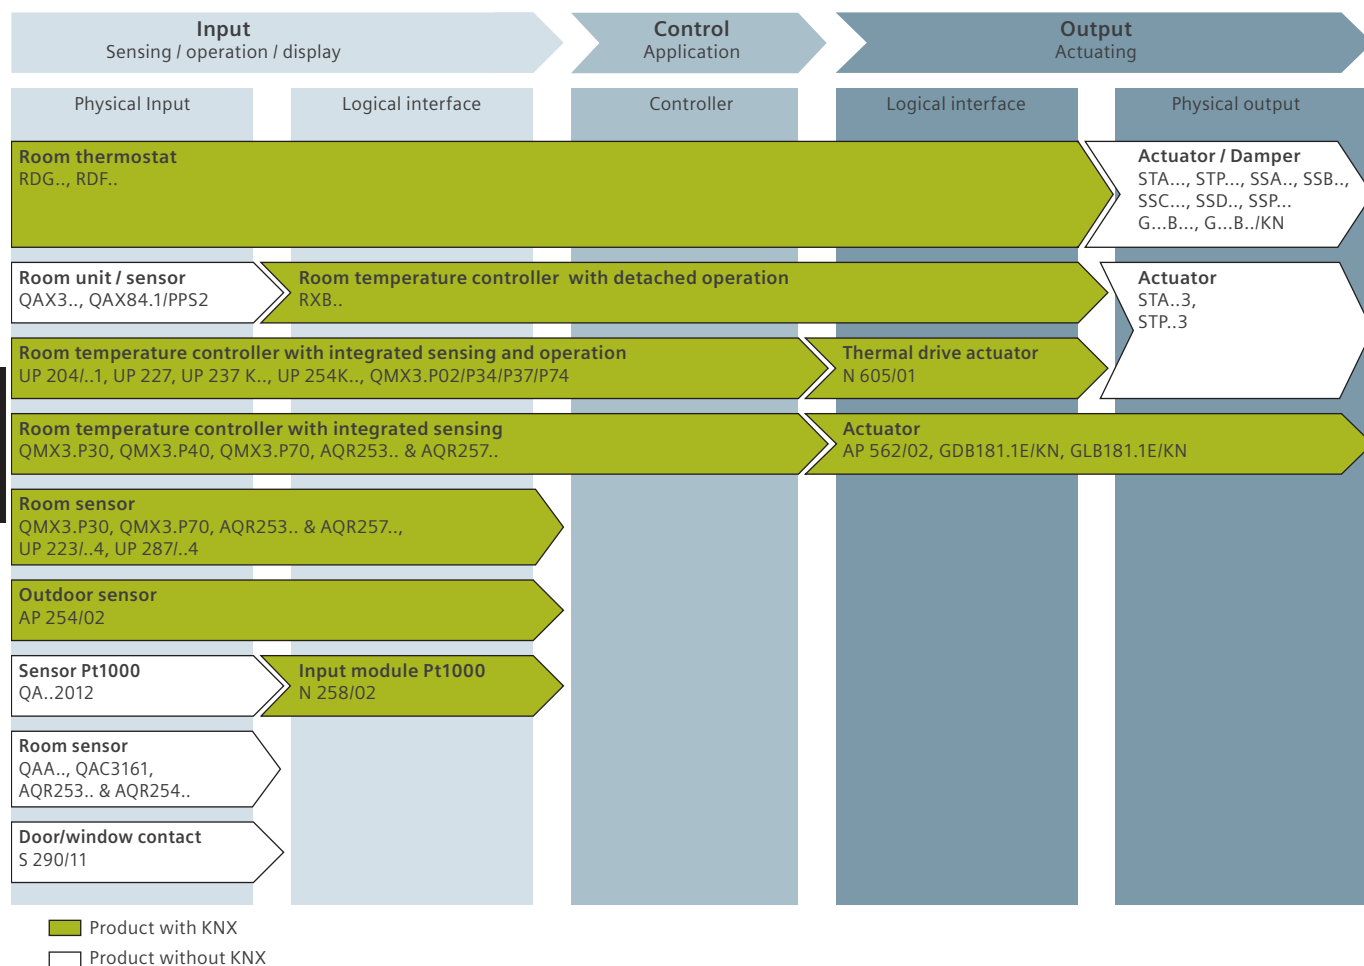 Input
Sensing / operation / display
Control
Application
Output
Actuating
Physical Input
Logical interface
Controller
Logical interface
Physical output
Room thermostat
RDG.., RDF..
Actuator / Damper
STA..., STP..., SSA.., SSB..,
SSC..., SSD.., SSP...
G...B..., G...B../KN
Room unit / sensor
QAX3.., QAX84.1/PPS2
Room temperature controller with detached operation
RXB..
Actuator
STA..3,
STP..3
Room temperature controller with integrated sensing and operation
UP 204/..1, UP 227, UP 237 K.., UP 254K.., QMX3.P02/P34/P37/P74
Thermal drive actuator
N 605/01
Room temperature controller with integrated sensing
QMX3.P30, QMX3.P40, QMX3.P70, AQR253.. & AQR257..
Actuator
AP 562/02, GDB181.1E/KN, GLB181.1E/KN
Room sensor
QMX3.P30, QMX3.P70, AQR253.. & AQR257..,
UP 223/..4, UP 287/..4
Outdoor sensor
AP 254/02
Sensor Pt1000
QA..2012
Input module Pt1000
N 258/02
Room sensor
QAA.., QAC3161,
AQR253.. & AQR254..
Door/window contact
S 290/11
Product with KNX
Product without KNX